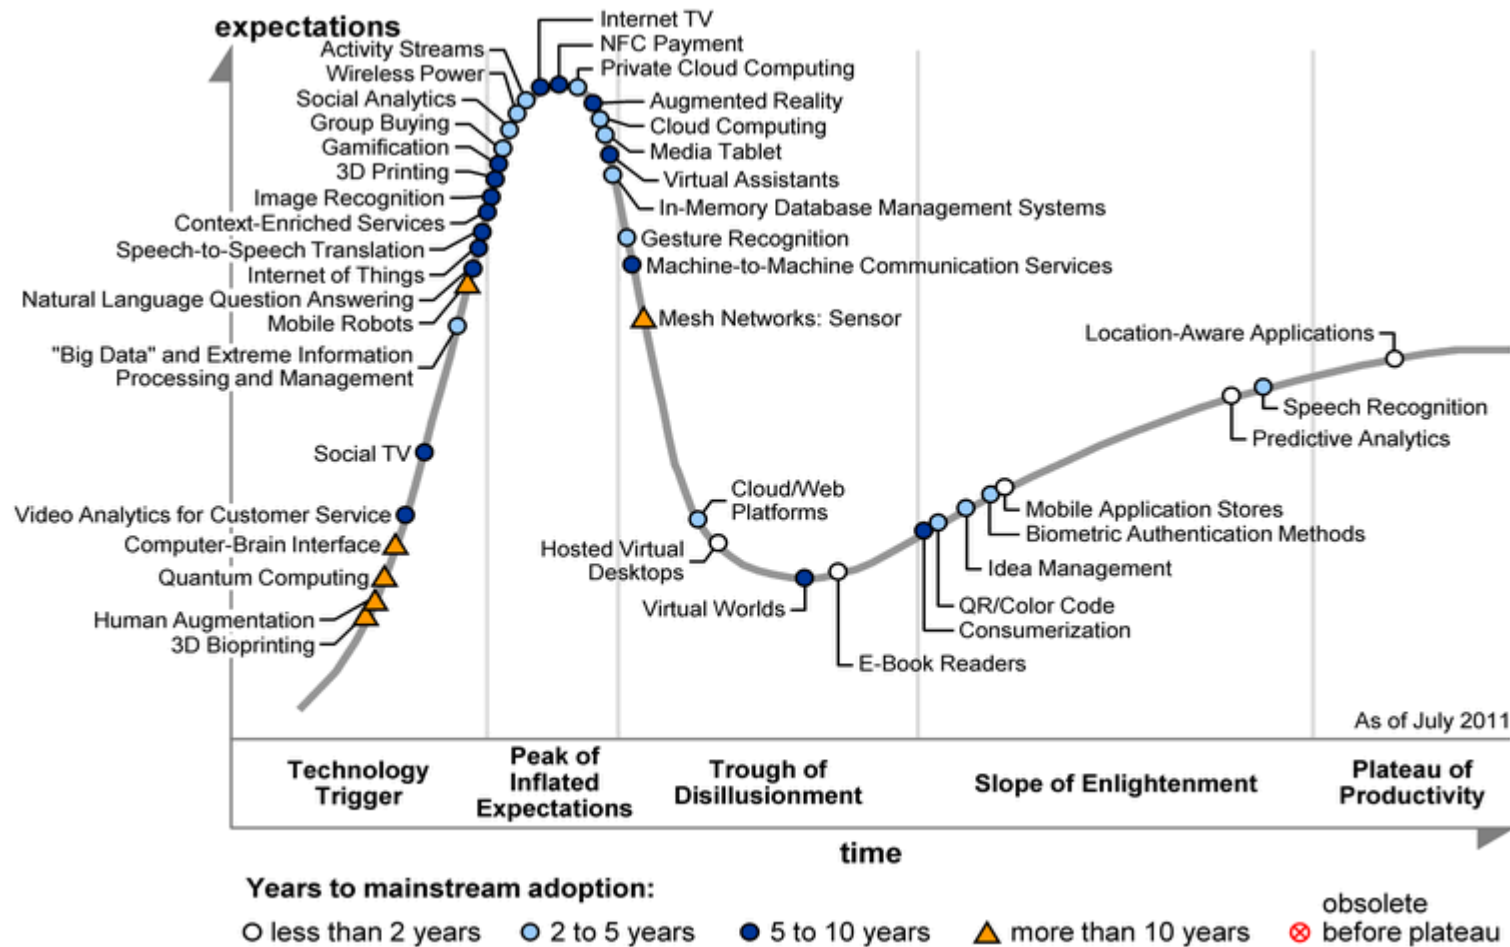 expectations
Activity Streams
Wireless Power
Social Analytics
Group Buying
Gamification
3D Printing
Image Recognition
Context-Enriched Services
Speech-to-Speech Translation
Internet of Things
Natural Language Question Answering
Mobile Robots
"Big Data" and Extreme Information
Processing and Management
Social TV
Video Analytics for Customer Service
Computer-Brain Interface
Quantum Computing
Human Augmentation
3D Bioprinting
Internet TV
NFC Payment
Private Cloud Computing
Augmented Reality
Cloud Computing
Media Tablet
Virtual Assistants
In-Memory Database Management Systems
Gesture Recognition
Machine-to-Machine Communication Services
Mesh Networks: Sensor
Cloud/Web
Platforms
Hosted Virtual
Desktops
Virtual Worlds
E-Book Readers
Consumerization
QR/Color Code
Idea Management
Biometric Authentication Methods
Mobile Application Stores
Predictive Analytics
Speech Recognition
Location-Aware Applications
As of July 2011
Technology
Trigger
Peak of
Inflated
Expectations
Trough of
Disillusionment
Slope of Enlightenment
Plateau of
Productivity
time
Years to mainstream adoption:
less than 2 years
2 to 5 years
5 to 10 years
more than 10 years
obsolete
before plateau